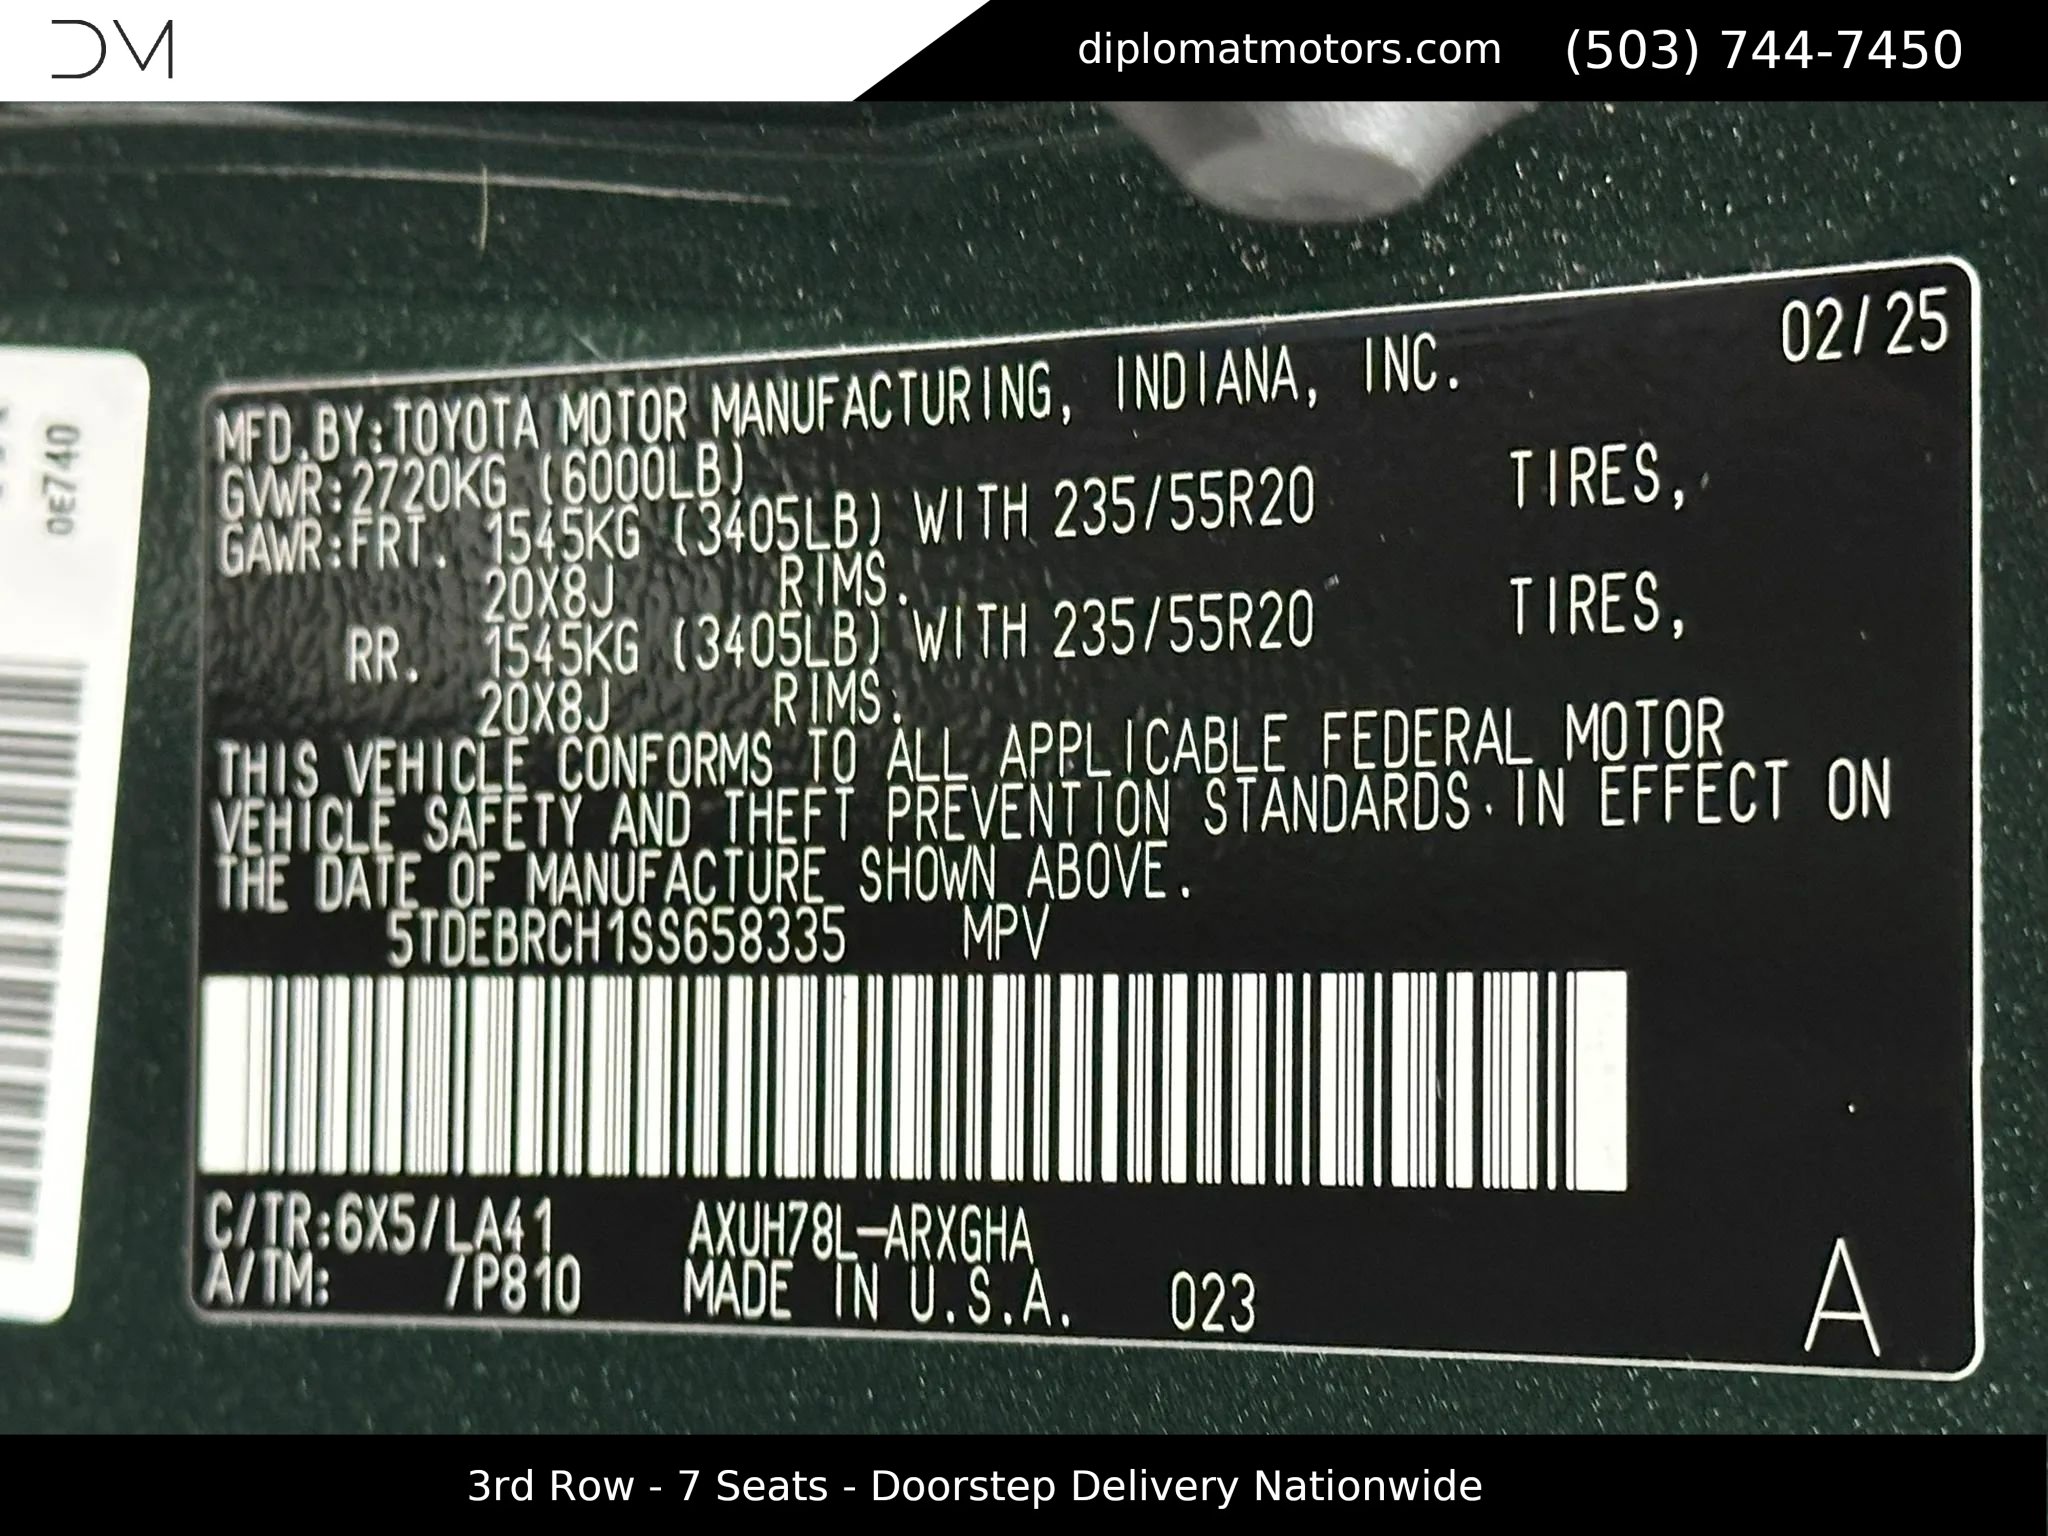 DM
diplomatmotors.com (503) 744-7450
0E740
02/25
MFD.BY:TOYOTA MOTOR MANUFACTURING, INDIANA, INC.
GVWR:2720KG (6000LB)
GAWR:FRT. 1545KG (3405LB) WITH 235/55R20 TIRES,
20X8J RIMS.
RR. 1545KG (3405LB) WITH 235/55R20 TIRES,
20X8J RIMS.
THIS VEHICLE CONFORMS TO ALL APPLICABLE FEDERAL MOTOR
VEHICLE SAFETY AND THEFT PREVENTION STANDARDS IN EFFECT ON
THE DATE OF MANUFACTURE SHOWN ABOVE.
5TDEBRCH1SS658335 MPV
C/TR:6X5/LA41 AXUH78L-ARXGHA
A/TM: /P810 MADE IN U.S.A. 023
A
3rd Row - 7 Seats - Doorstep Delivery Nationwide